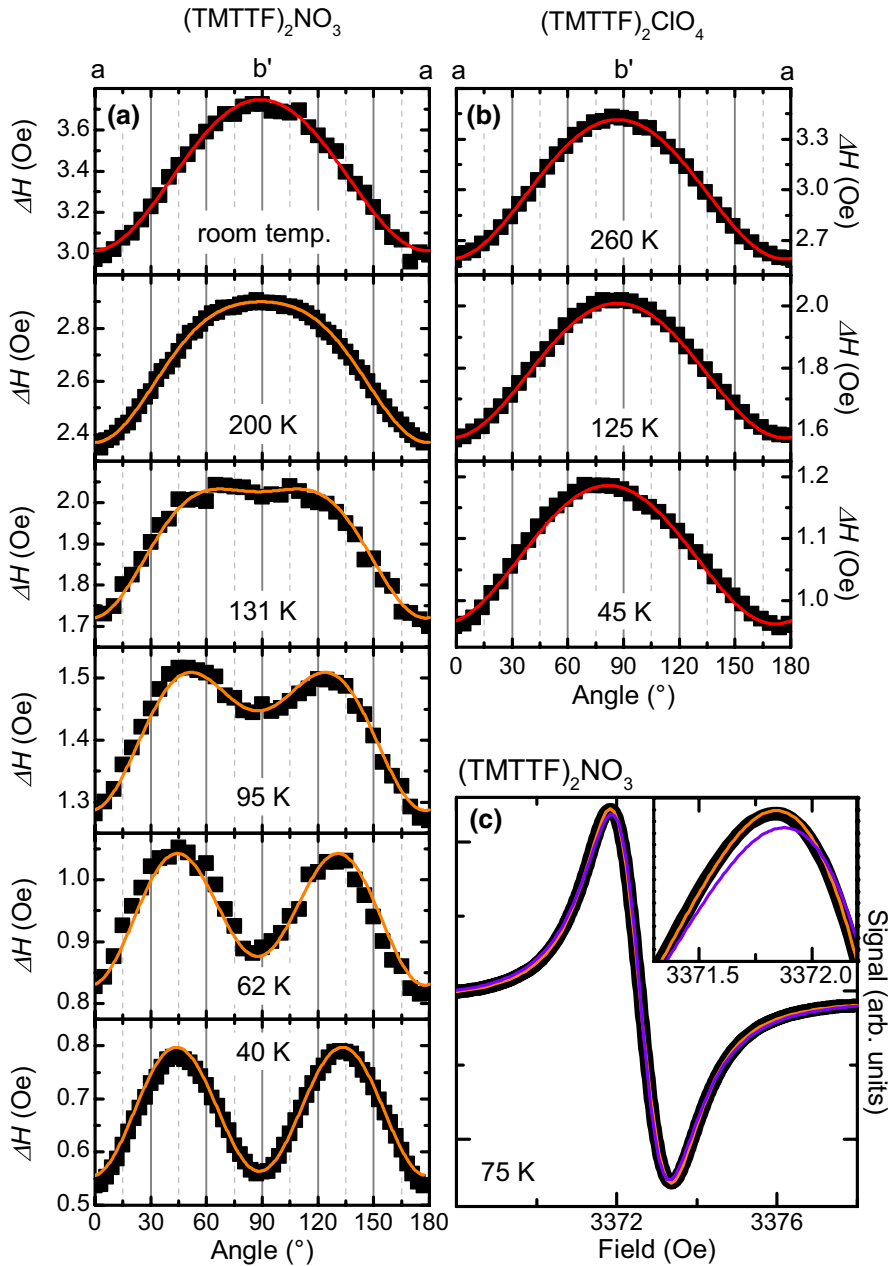 (TMTTF)2NO3
(TMTTF)2ClO4
a b' a
a b' a
(a)
3.6
3.4
3.2
3.0
ΔH (Oe)
room temp.
2.8
2.6
2.4
ΔH (Oe)
200 K
2.0
1.9
1.8
1.7
ΔH (Oe)
131 K
1.5
1.4
1.3
ΔH (Oe)
95 K
1.0
0.9
0.8
ΔH (Oe)
62 K
0.8
0.7
0.6
0.5
ΔH (Oe)
40 K
0 30 60 90 120 150 180
Angle (°)
(b)
3.3
3.0
2.6
ΔH (Oe)
260 K
2.0
1.8
1.6
ΔH (Oe)
125 K
1.2
1.1
1.0
ΔH (Oe)
45 K
0 30 60 90 120 150 180
Angle (°)
(TMTTF)2NO3
(c)
3371.5 3372.0
75 K
Signal (arb. units)
3372 3376
Field (Oe)